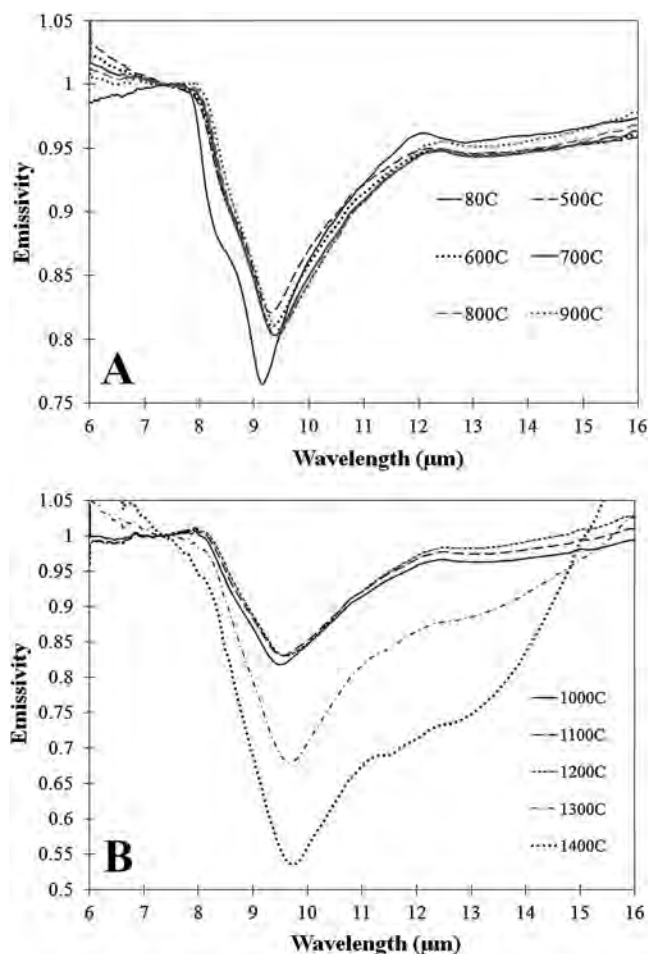 1.05
1
0.95
0.9
0.85
0.8
0.75
Emissivity
80C 500C
600C 700C
800C 900C
A
6 7 8 9 10 11 12 13 14 15 16
Wavelength (µm)
1.05
1
0.95
0.9
0.85
0.8
0.75
0.7
0.65
0.6
0.55
0.5
Emissivity
1000C
1100C
1200C
1300C
1400C
B
6 7 8 9 10 11 12 13 14 15 16
Wavelength (µm)